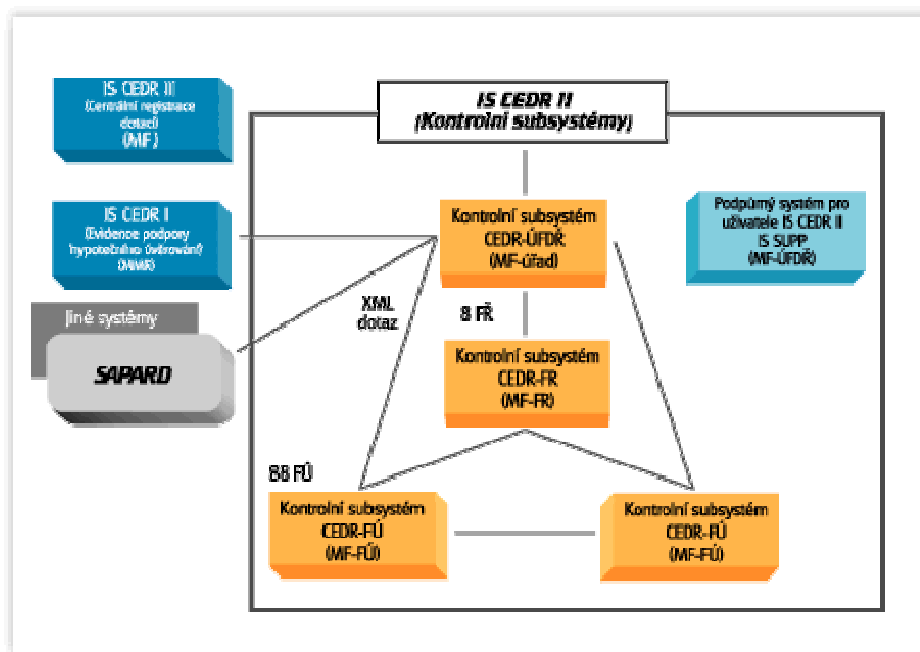 IS CEDR III
(Centrální registrace
dotací)
(MF)
IS CEDR II
(Kontrolní subsystémy)
IS CEDR I
(Evidence podpory
hypotečního úvěrování)
(MMR)
Kontrolní subsystém
CEDR-ÚFDŘ
(MF-úřad)
Podpůrný systém pro
uživatele IS CEDR II
IS SUPP
(MF-ÚFDŘ)
Jiné systémy
SAPARD
XML
dotaz
8 FŘ
Kontrolní subsystém
CEDR-FR
(MF-FR)
88 FÚ
Kontrolní subsystém
CEDR-FÚ
(MF-FÚ)
Kontrolní subsystém
CEDR-FÚ
(MF-FÚ)